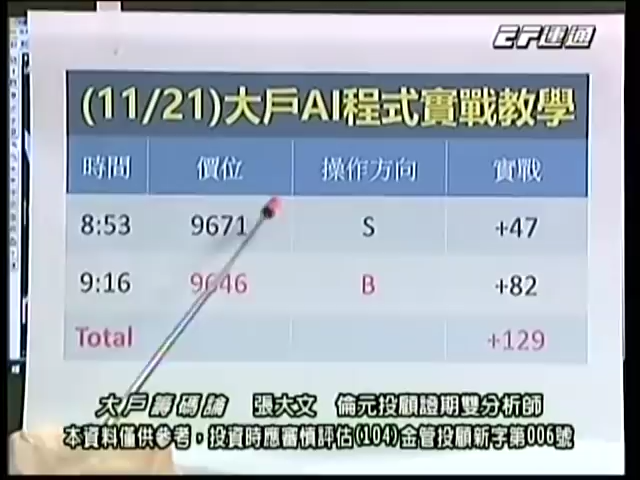 運通
(11/21)大戶AI程式實戰教學
時間 價位 操作方向 實戰
8:53 9671 S +47
9:16 9646 B +82
Total +129
大戶籌碼論 張大文 倫元投顧證期雙分析師
本資料僅供參考，投資時應審慎評估(104)金管投顧新字第006號